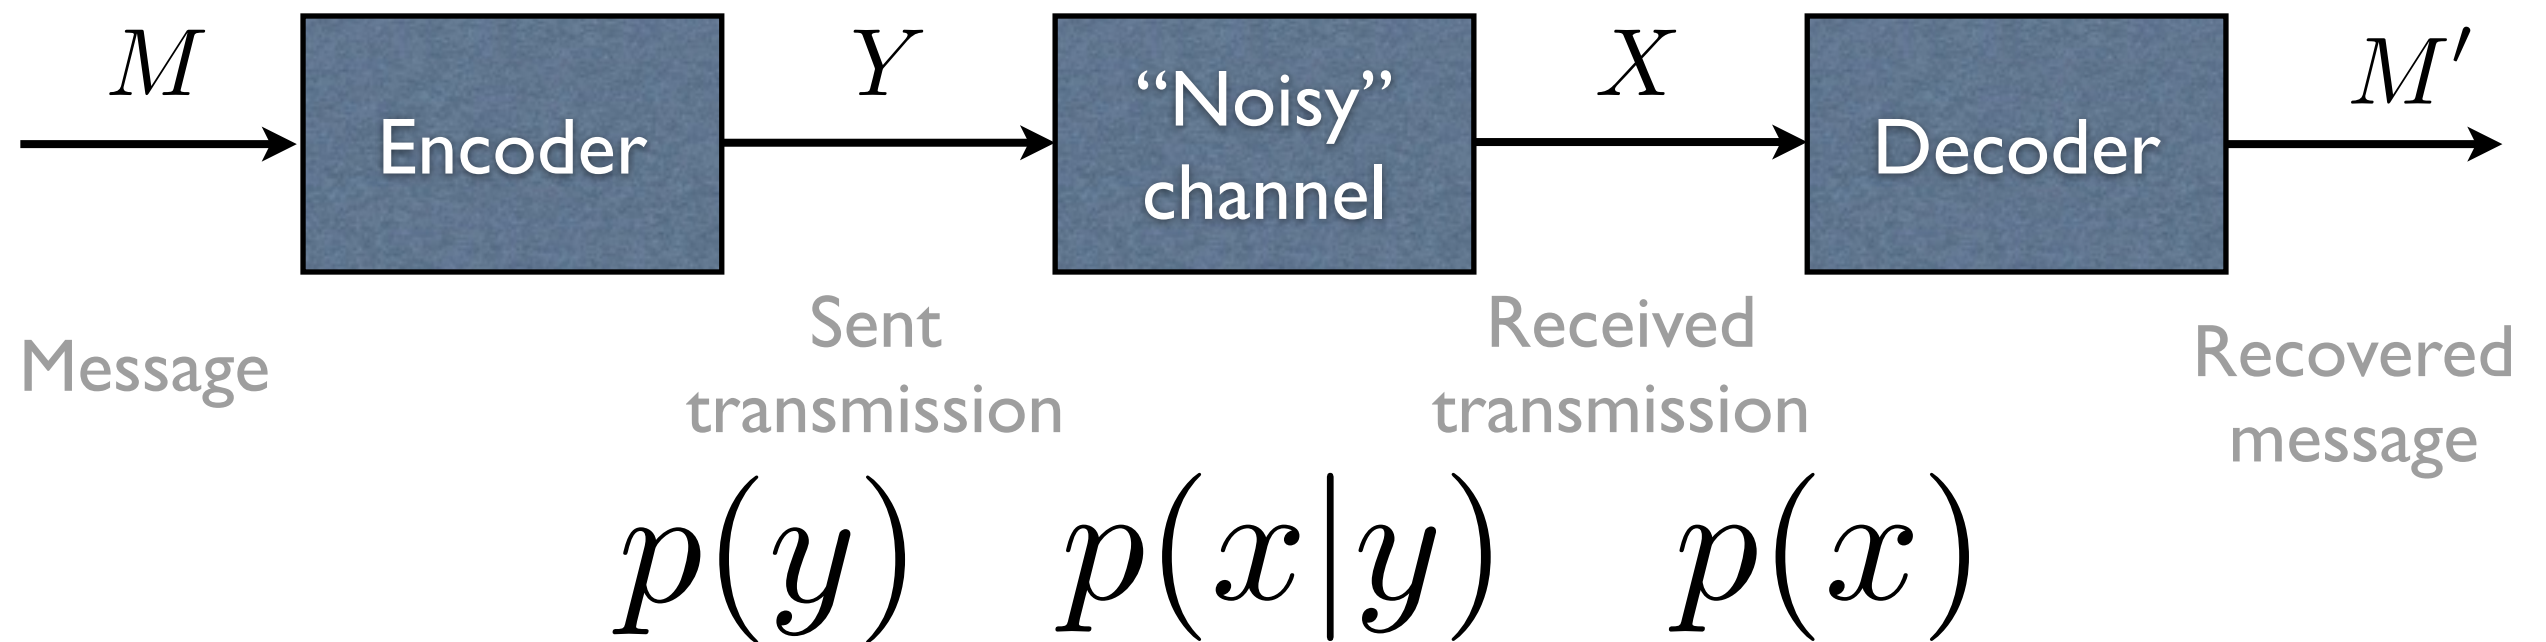 M
Encoder
Y
“Noisy”
channel
X
Decoder
M′
Message
Sent
transmission
Received
transmission
Recovered
message
p(y)
p(x|y)
p(x)